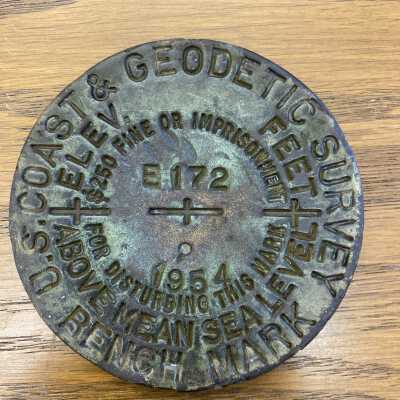 U.S. COAST & GEODETIC SURVEY
BENCH MARK
ELEV. FEET
ABOVE MEAN SEA LEVEL
$250 FINE OR IMPRISONMENT
FOR DISTURBING THIS MARK
E 172
1954